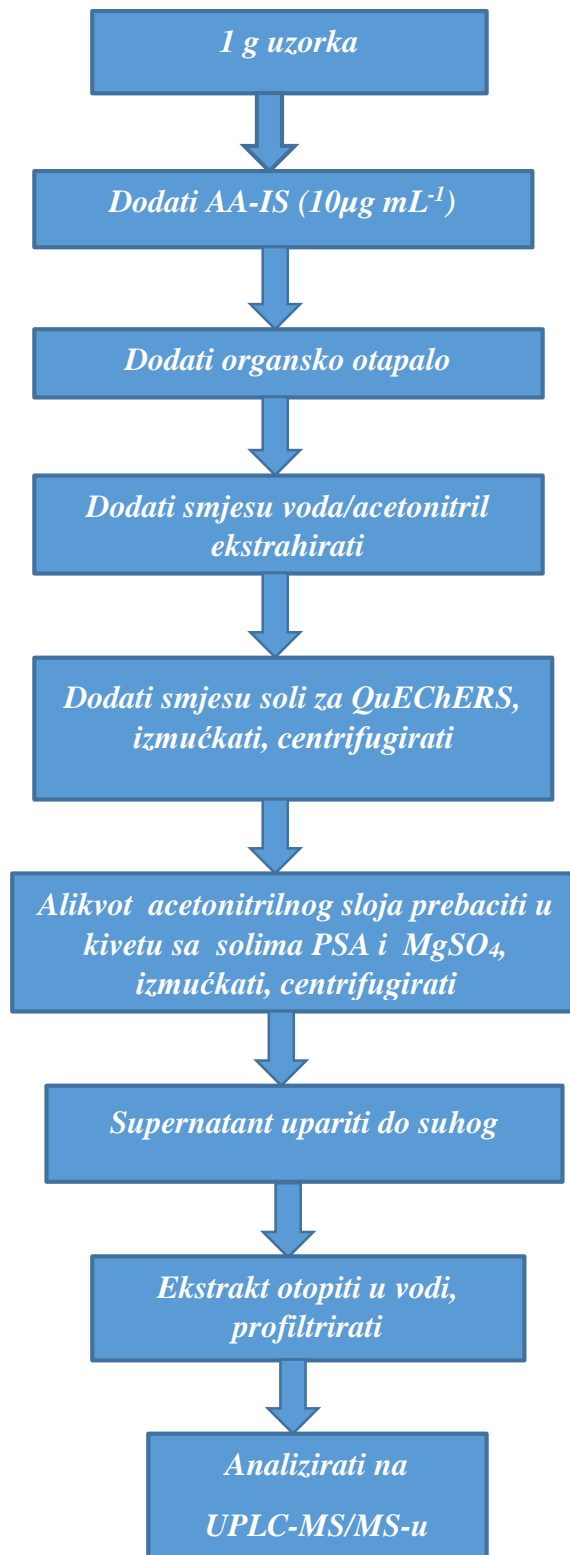 1 g uzorka
Dodati AA-IS (10µg mL⁻¹)
Dodati organsko otapalo
Dodati smjesu voda/acetonitril
ekstrahirati
Dodati smjesu soli za QuEChERS,
izmućkati, centrifugirati
Alikvot acetonitrilnog sloja prebaciti u
kivetu sa solima PSA i MgSO₄,
izmućkati, centrifugirati
Supernatant upariti do suhog
Ekstrakt otopiti u vodi,
profiltrirati
Analizirati na
UPLC-MS/MS-u